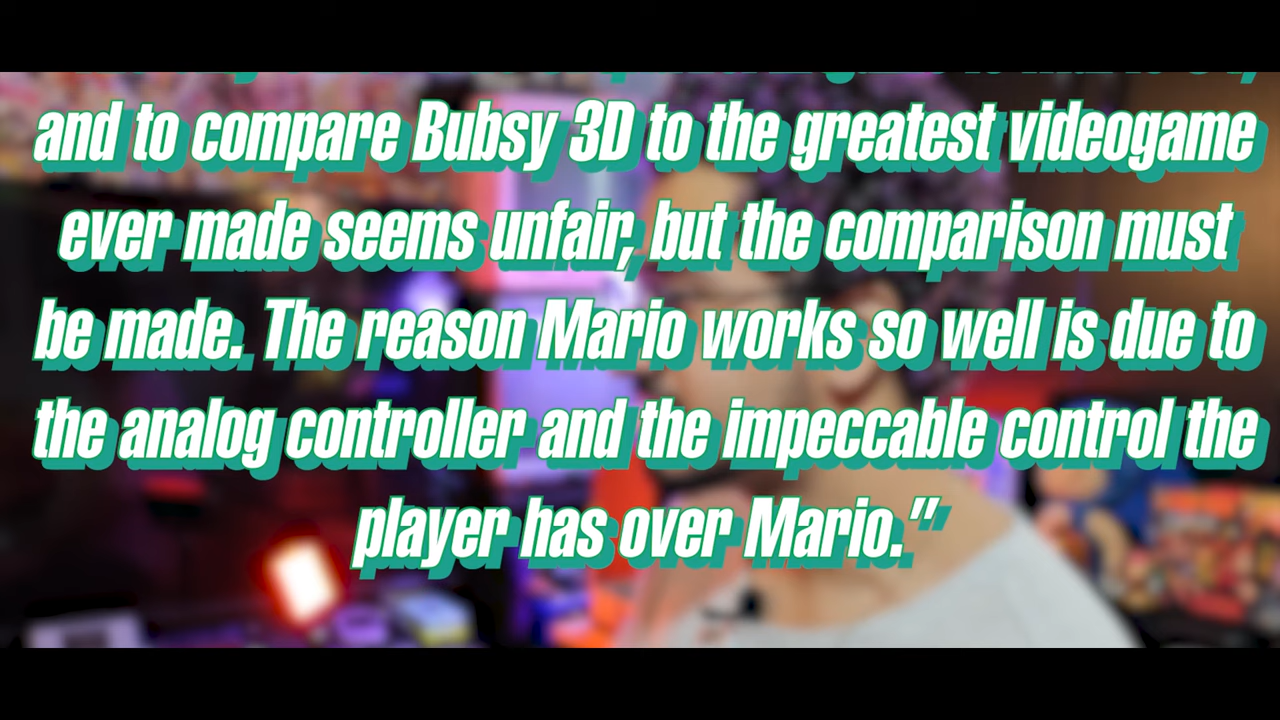 and to compare Bubsy 3D to the greatest videogame
ever made seems unfair, but the comparison must
be made. The reason Mario works so well is due to
the analog controller and the impeccable control the
player has over Mario.”